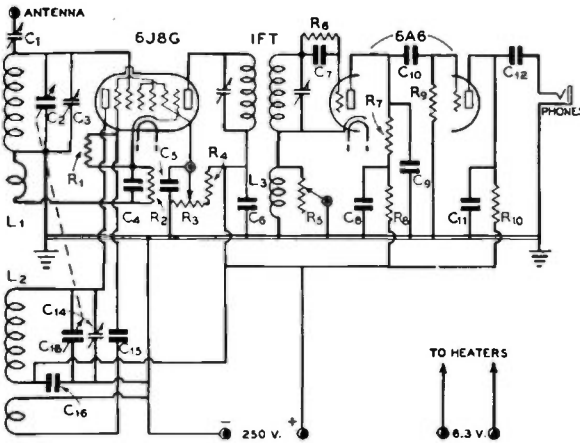 ANTENNA
6J8G
IFT
6A6
C1
R6
C7
C10
C12
C2
C3
R7
R9
PHONES
R1
C5
R4
C9
C4
R2
R3
L3
C6
R5
C8
R8
C11
R10
L1
L2
C14
C18
C15
C16
TO HEATERS
− 250 V. +
6.3 V.